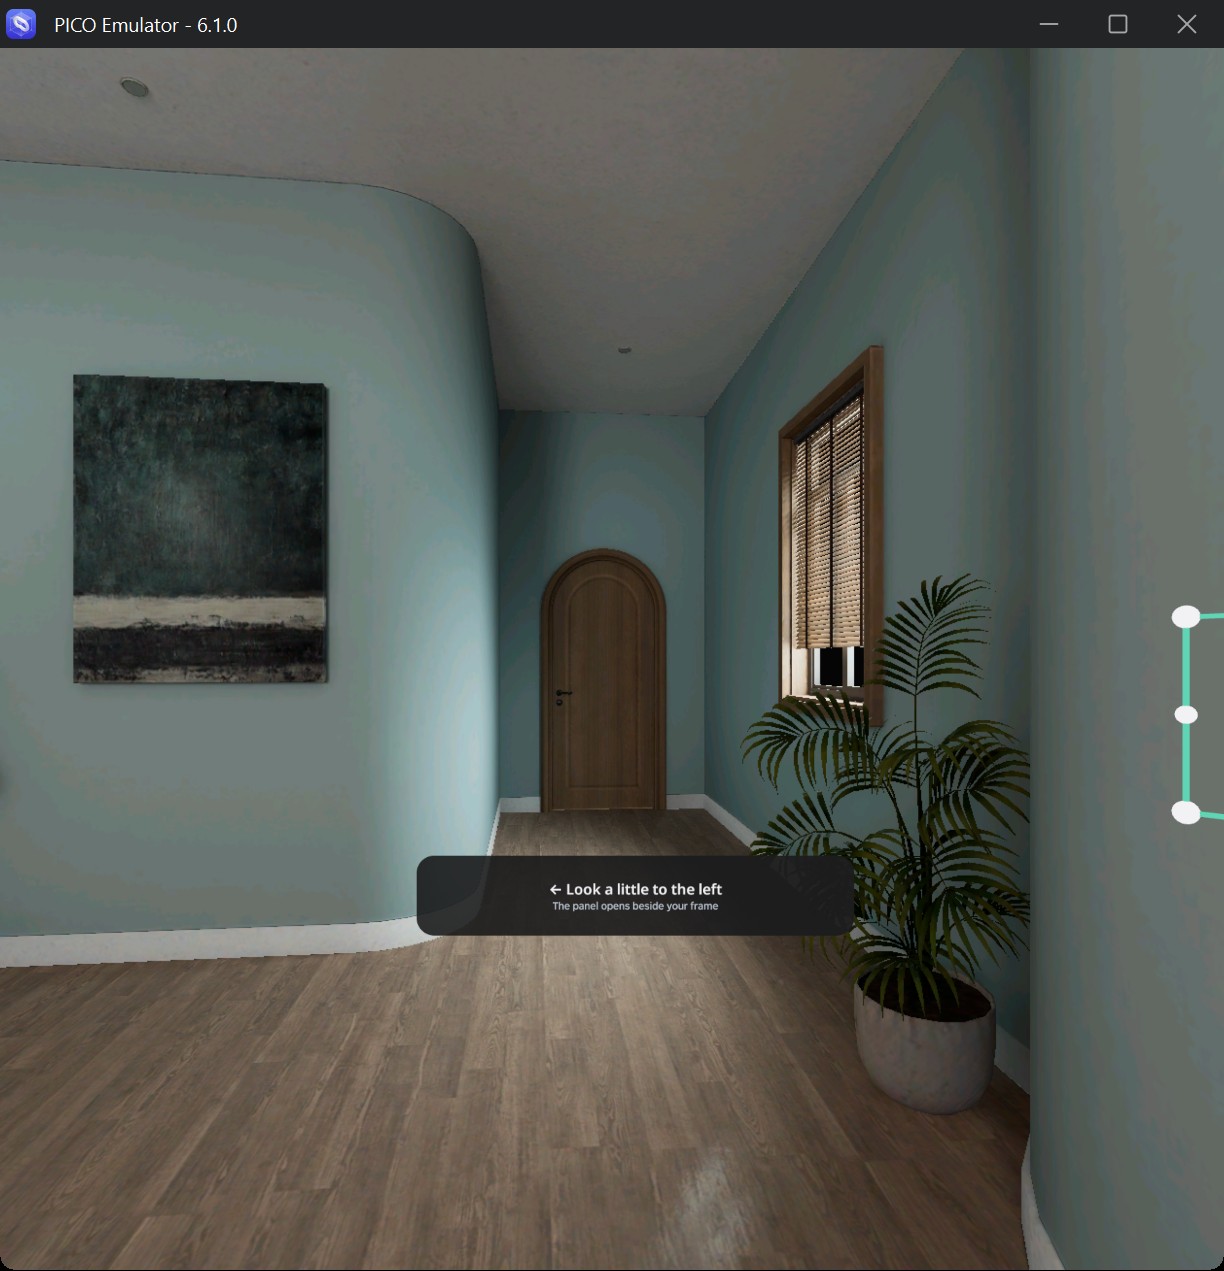 PICO Emulator - 6.1.0
← Look a little to the left
The panel opens beside your frame